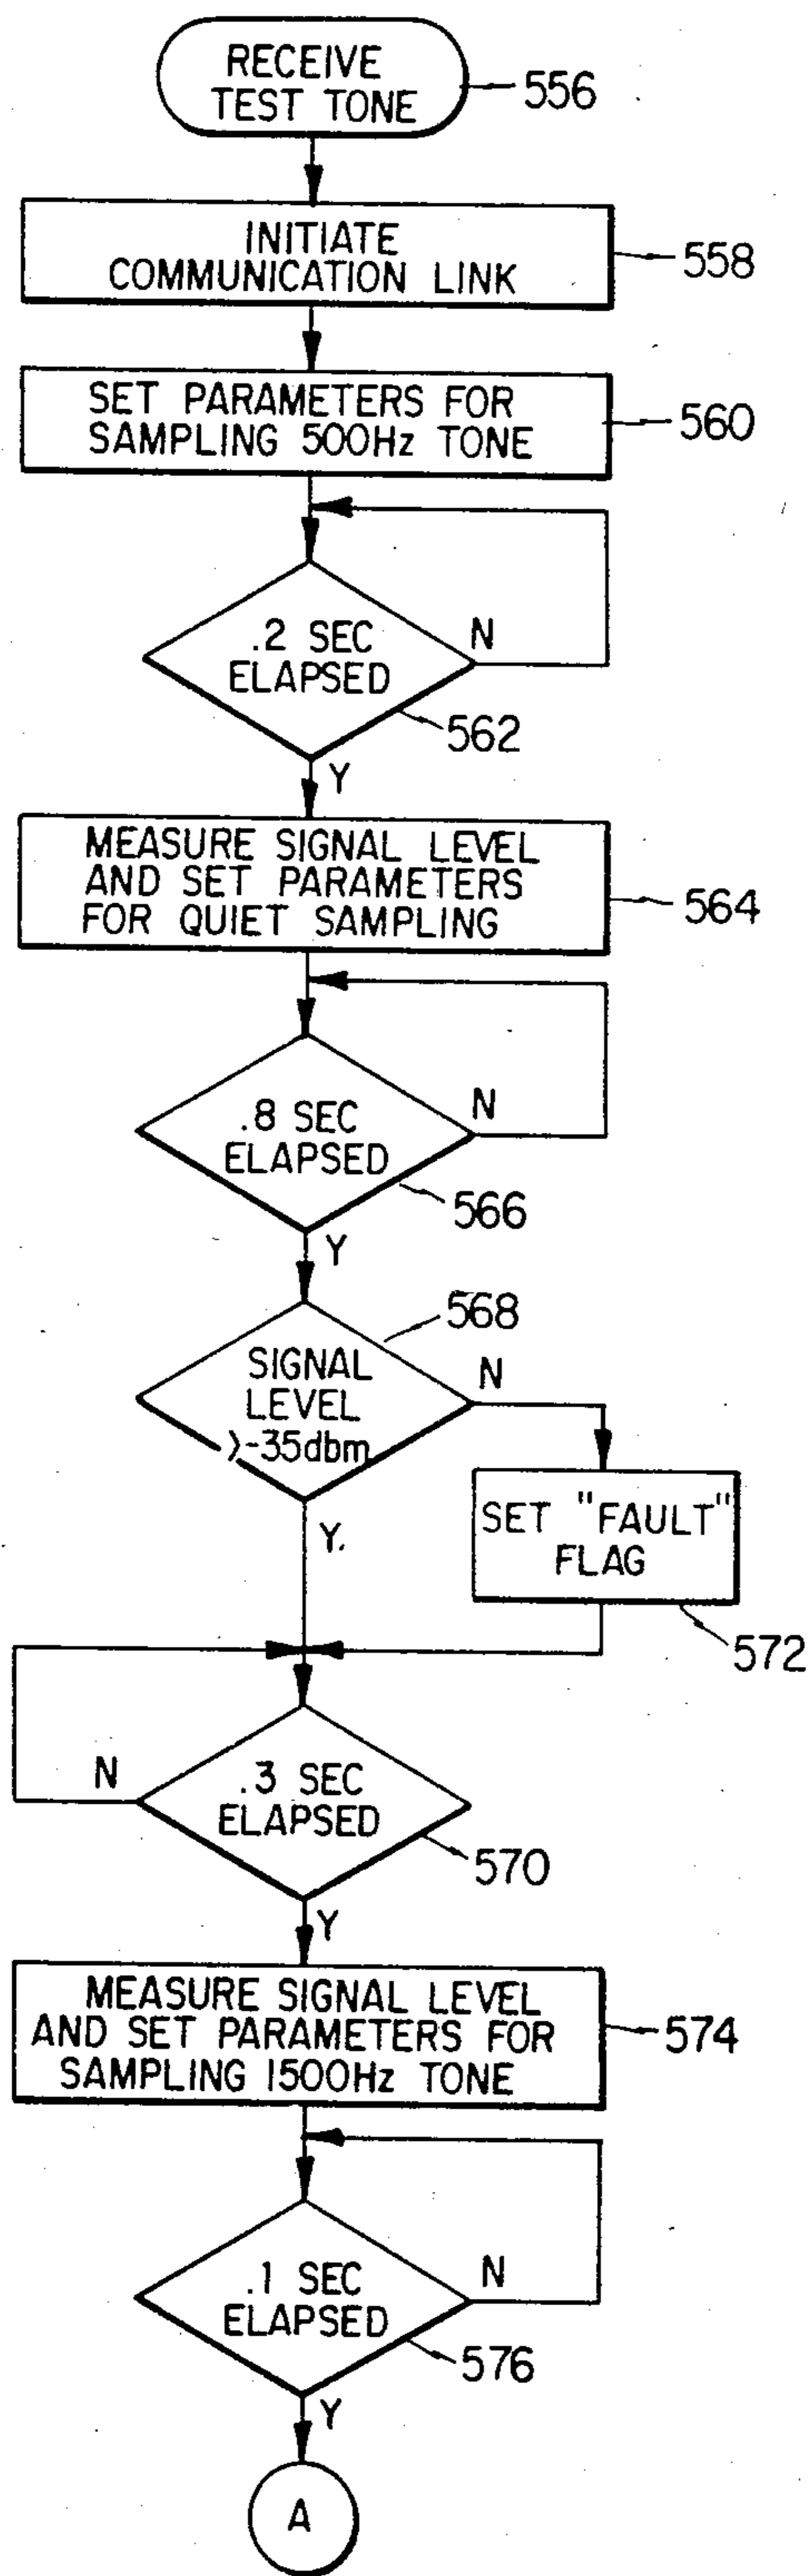 RECEIVE
TEST TONE
556
INITIATE
COMMUNICATION LINK
558
SET PARAMETERS FOR
SAMPLING 500Hz TONE
560
.2 SEC
ELAPSED
N
562
Y
MEASURE SIGNAL LEVEL
AND SET PARAMETERS
FOR QUIET SAMPLING
564
.8 SEC
ELAPSED
N
566
Y
568
SIGNAL
LEVEL
>-35dbm
N
Y
SET "FAULT"
FLAG
572
N
.3 SEC
ELAPSED
570
Y
MEASURE SIGNAL LEVEL
AND SET PARAMETERS FOR
SAMPLING 1500Hz TONE
574
.1 SEC
ELAPSED
N
576
Y
A